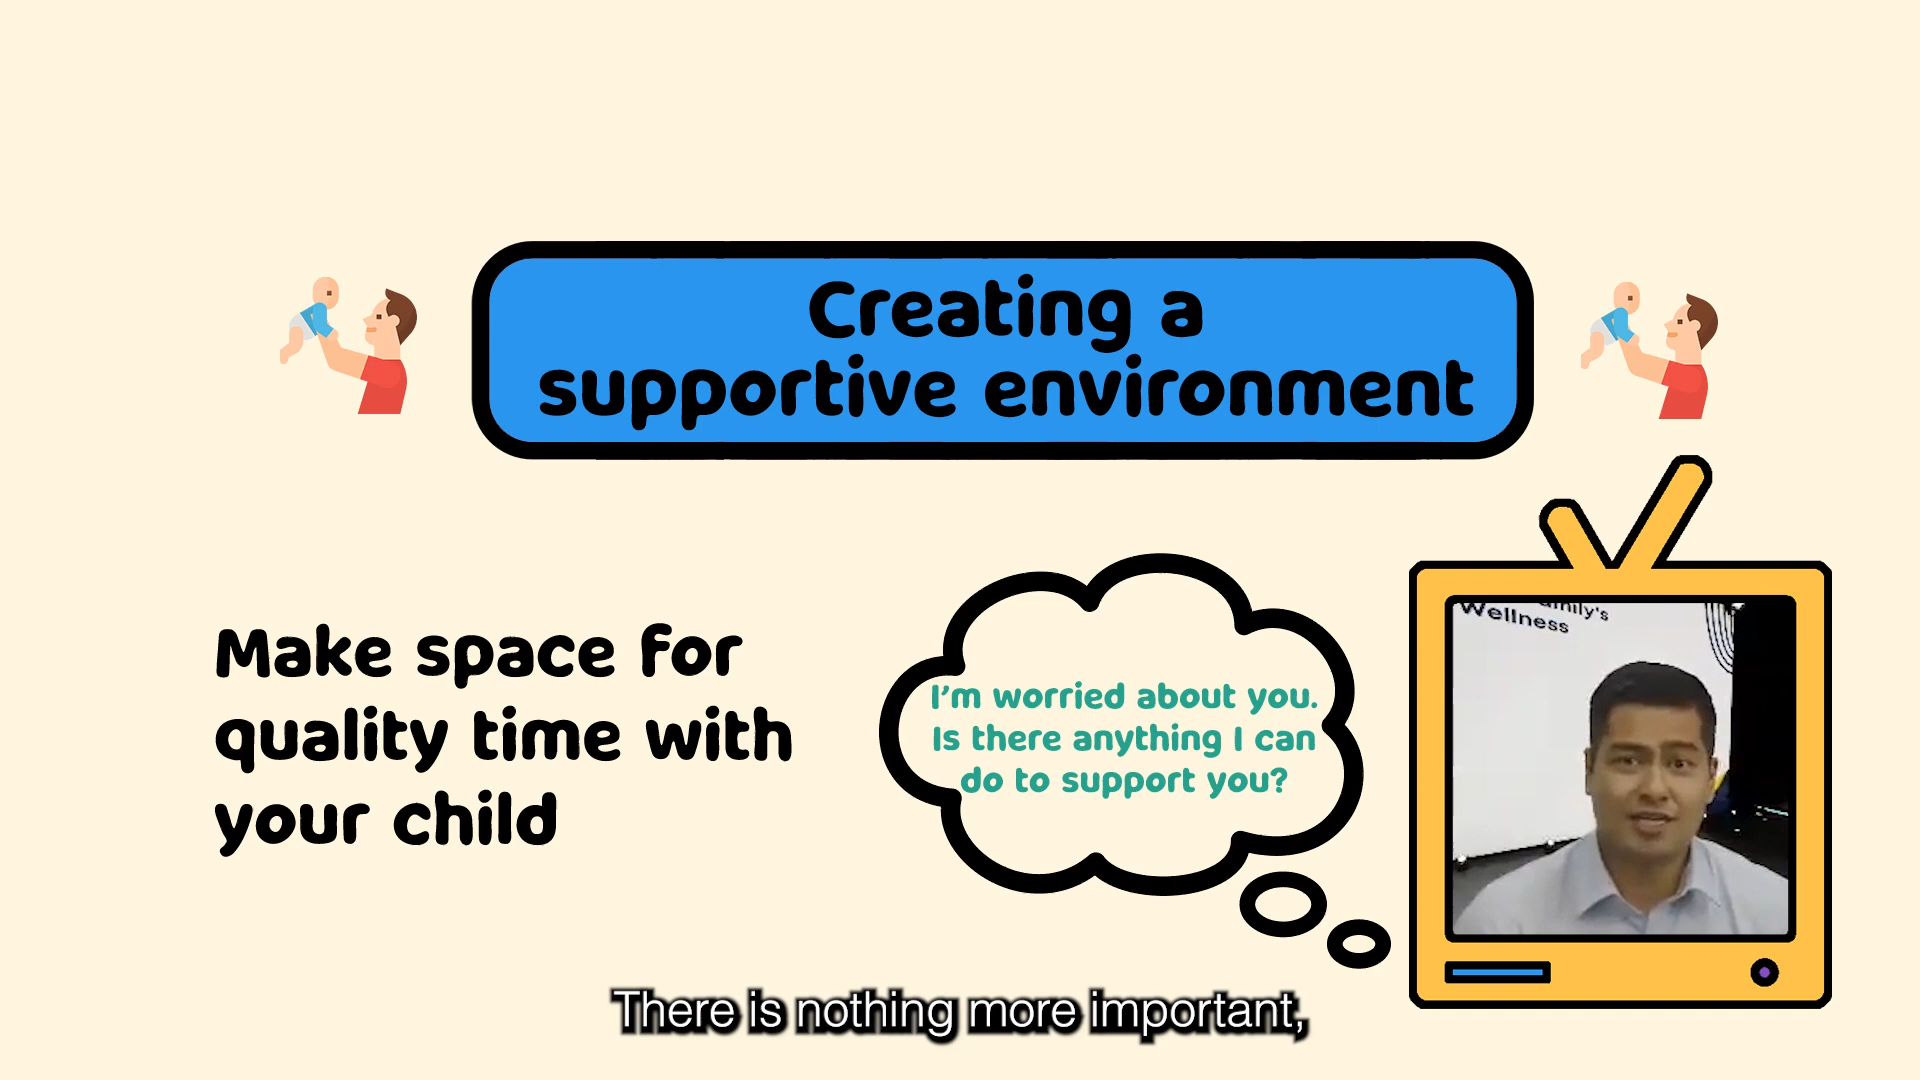 Creating a
supportive environment
Make space for
quality time with
your child
I'm worried about you.
Is there anything I can
do to support you?
Wellness
There is nothing more important,